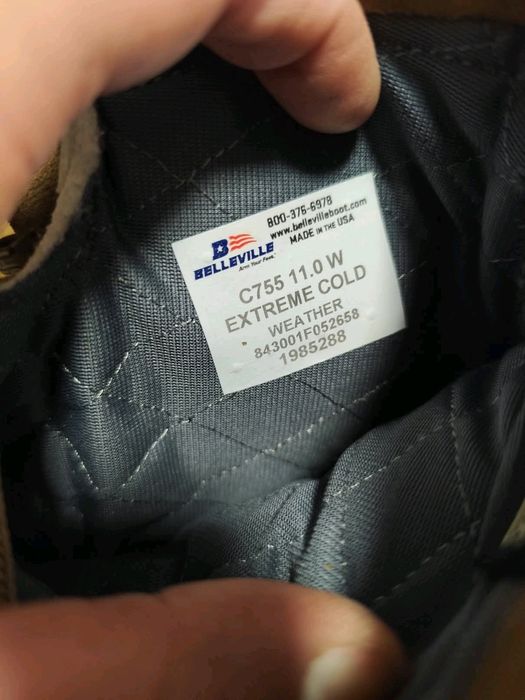 800-376-6978
www.bellevilleboot.com
MADE IN THE USA
B
BELLEVILLE
Arm Your Feet.
C755 11.0 W
EXTREME COLD
WEATHER
843001F052658
1985288